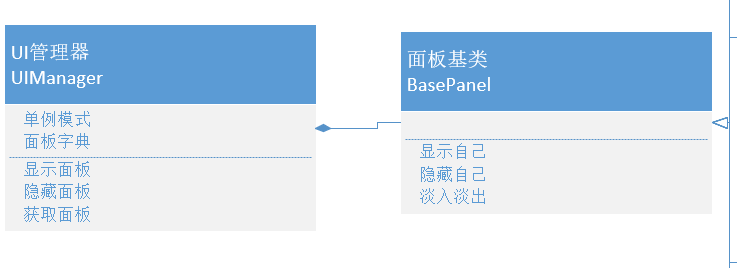 UI管理器
UIManager
单例模式
面板字典
显示面板
隐藏面板
获取面板
面板基类
BasePanel
显示自己
隐藏自己
淡入淡出